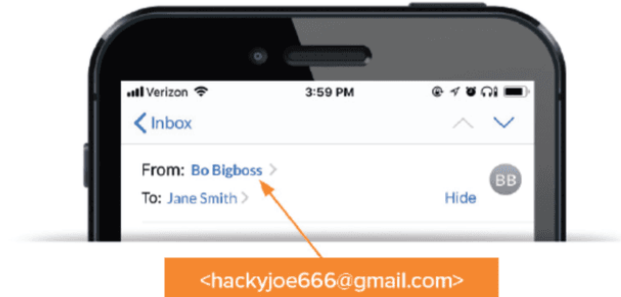 Verizon 3:59 PM
Inbox
From: Bo Bigboss
BB
To: Jane Smith
Hide
<hackyjoe666@gmail.com>